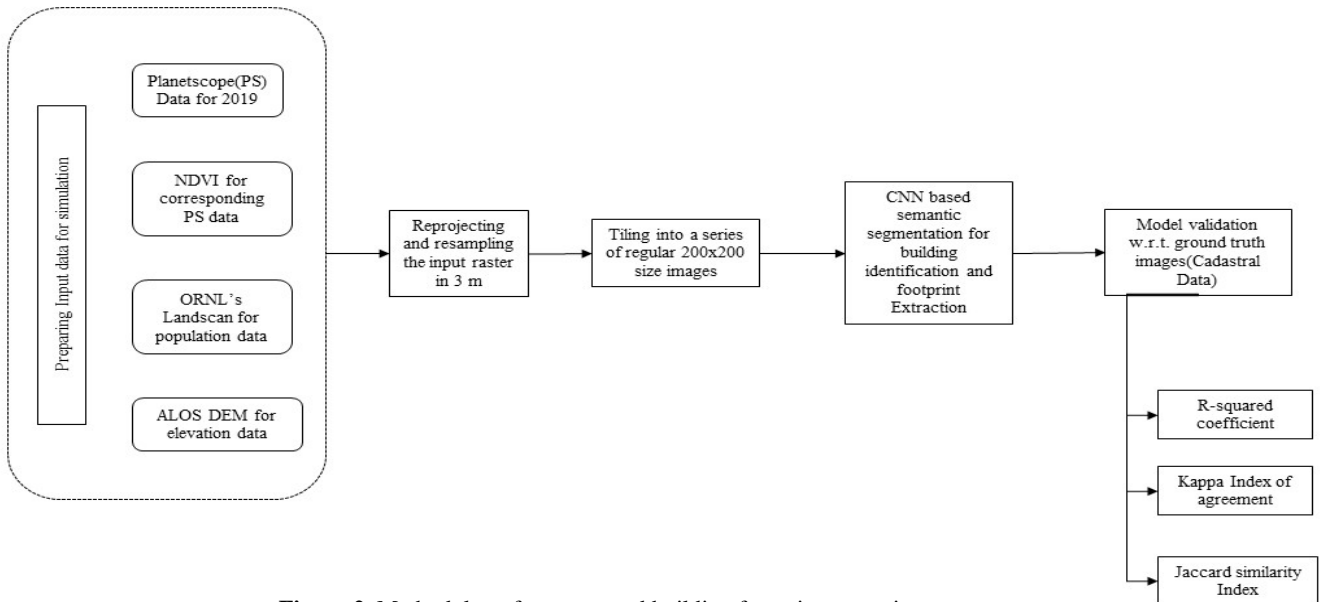 Preparing Input data for simulation
Planetscope(PS)
Data for 2019
NDVI for
corresponding
PS data
ORNL's
Landscan for
population data
ALOS DEM for
elevation data
Reprojecting
and resampling
the input raster
in 3 m
Tiling into a series
of regular 200x200
size images
CNN based
semantic
segmentation for
building
identification and
footprint
Extraction
Model validation
w.r.t. ground truth
images(Cadastral
Data)
R-squared
coefficient
Kappa Index of
agreement
Jaccard similarity
Index